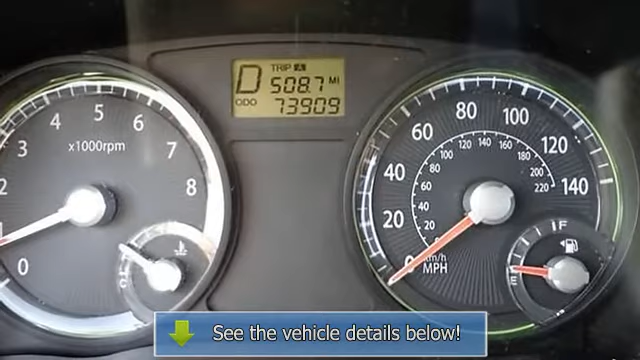 TRIP A
D 508.7 MI
ODO 73909
2 3 4 5 6 7 8
x1000rpm
0
C
0 20 40 60 80 100 120 140
20 40 60 80 100 120 140 160 180 200 220
km/h
MPH
F
E
See the vehicle details below!